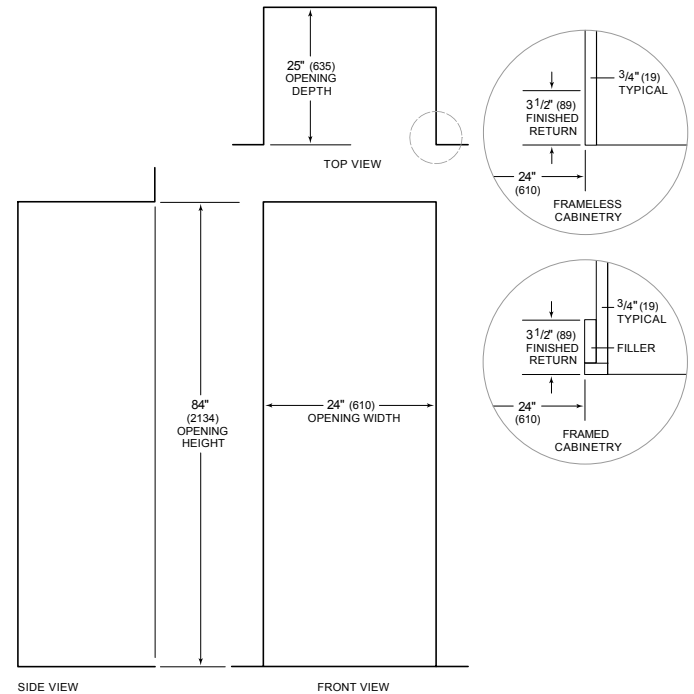 25" (635)
OPENING
DEPTH
TOP VIEW
3/4" (19)
TYPICAL
3 1/2" (89)
FINISHED
RETURN
24"
(610)
FRAMELESS
CABINETRY
3/4" (19)
TYPICAL
3 1/2" (89)
FINISHED
RETURN
FILLER
24"
(610)
FRAMED
CABINETRY
84"
(2134)
OPENING
HEIGHT
24" (610)
OPENING WIDTH
SIDE VIEW
FRONT VIEW